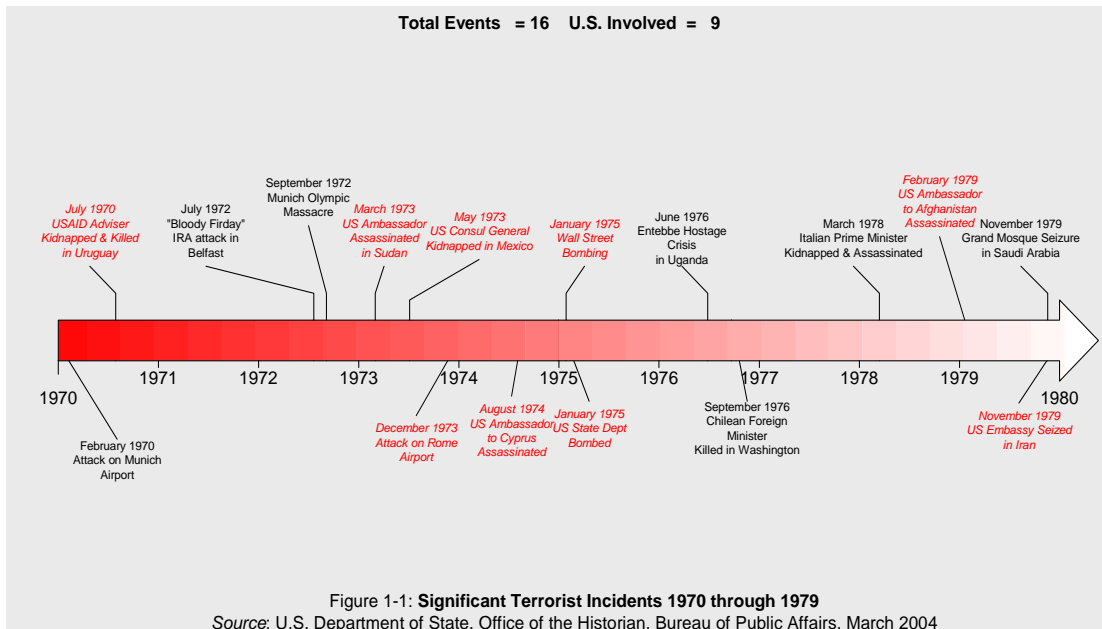 Total Events = 16 U.S. Involved = 9
July 1970
USAID Adviser
Kidnapped & Killed
in Uruguay
July 1972
"Bloody Firday"
IRA attack in
Belfast
September 1972
Munich Olympic
Massacre
March 1973
US Ambassador
Assassinated
in Sudan
May 1973
US Consul General
Kidnapped in Mexico
January 1975
Wall Street
Bombing
June 1976
Entebbe Hostage
Crisis
in Uganda
March 1978
Italian Prime Minister
Kidnapped & Assassinated
February 1979
US Ambassador
to Afghanistan
Assassinated
November 1979
Grand Mosque Seizure
in Saudi Arabia
1970
1971
1972
1973
1974
1975
1976
1977
1978
1979
1980
February 1970
Attack on Munich
Airport
December 1973
Attack on Rome
Airport
August 1974
US Ambassador
to Cyprus
Assassinated
January 1975
US State Dept
Bombed
September 1976
Chilean Foreign
Minister
Killed in Washington
November 1979
US Embassy Seized
in Iran
Figure 1-1: Significant Terrorist Incidents 1970 through 1979
Source: U.S. Department of State, Office of the Historian, Bureau of Public Affairs, March 2004